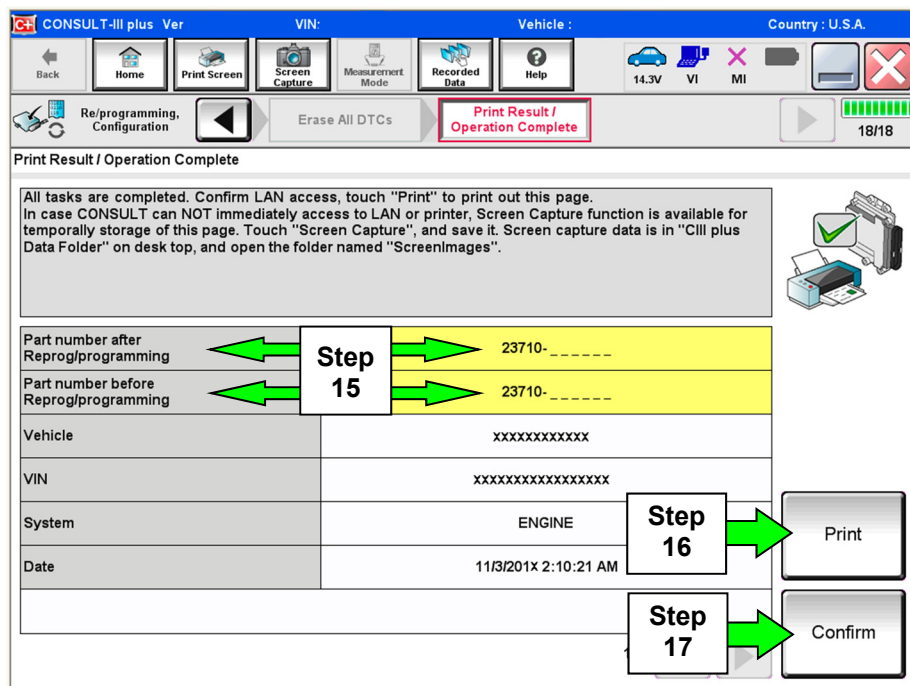 CONSULT-III plus Ver VIN: Vehicle : Country : U.S.A.
Back Home Print Screen Screen Capture Measurement Mode Recorded Data Help 14.3V VI MI
Re/programming, Configuration Erase All DTCs Print Result / Operation Complete 18/18
Print Result / Operation Complete
All tasks are completed. Confirm LAN access, touch "Print" to print out this page.
In case CONSULT can NOT immediately access to LAN or printer, Screen Capture function is available for
temporally storage of this page. Touch "Screen Capture", and save it. Screen capture data is in "CIII plus
Data Folder" on desk top, and open the folder named "ScreenImages".
Part number after
Reprog/programming
23710-_ _ _ _ _ _
Step
15
Part number before
Reprog/programming
23710-_ _ _ _ _ _
Vehicle xxxxxxxxxxxx
VIN xxxxxxxxxxxxxxxxx
System ENGINE
Step
16
Print
Date 11/3/201X 2:10:21 AM
Step
17
Confirm